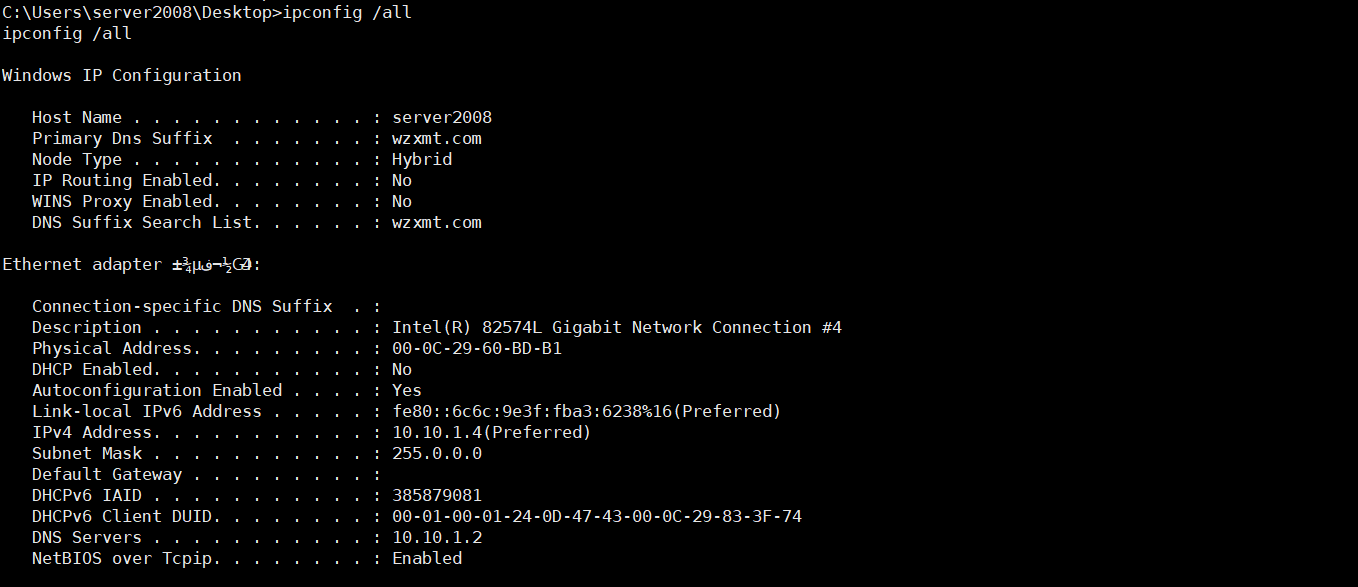 C:\Users\server2008\Desktop>ipconfig /all
ipconfig /all
Windows IP Configuration
Host Name . . . . . . . . . . . . : server2008
Primary Dns Suffix  . . . . . . . : wzxmt.com
Node Type . . . . . . . . . . . . : Hybrid
IP Routing Enabled. . . . . . . . : No
WINS Proxy Enabled. . . . . . . . : No
DNS Suffix Search List. . . . . . : wzxmt.com
Ethernet adapter
Connection-specific DNS Suffix  . :
Description . . . . . . . . . . . : Intel(R) 82574L Gigabit Network Connection #4
Physical Address. . . . . . . . . : 00-0C-29-60-BD-B1
DHCP Enabled. . . . . . . . . . . : No
Autoconfiguration Enabled . . . . : Yes
Link-local IPv6 Address . . . . . : fe80::6c6c:9e3f:fba3:6238%16(Preferred)
IPv4 Address. . . . . . . . . . . : 10.10.1.4(Preferred)
Subnet Mask . . . . . . . . . . . : 255.0.0.0
Default Gateway . . . . . . . . . :
DHCPv6 IAID . . . . . . . . . . . : 385879081
DHCPv6 Client DUID. . . . . . . . : 00-01-00-01-24-0D-47-43-00-0C-29-83-3F-74
DNS Servers . . . . . . . . . . . : 10.10.1.2
NetBIOS over Tcpip. . . . . . . . : Enabled